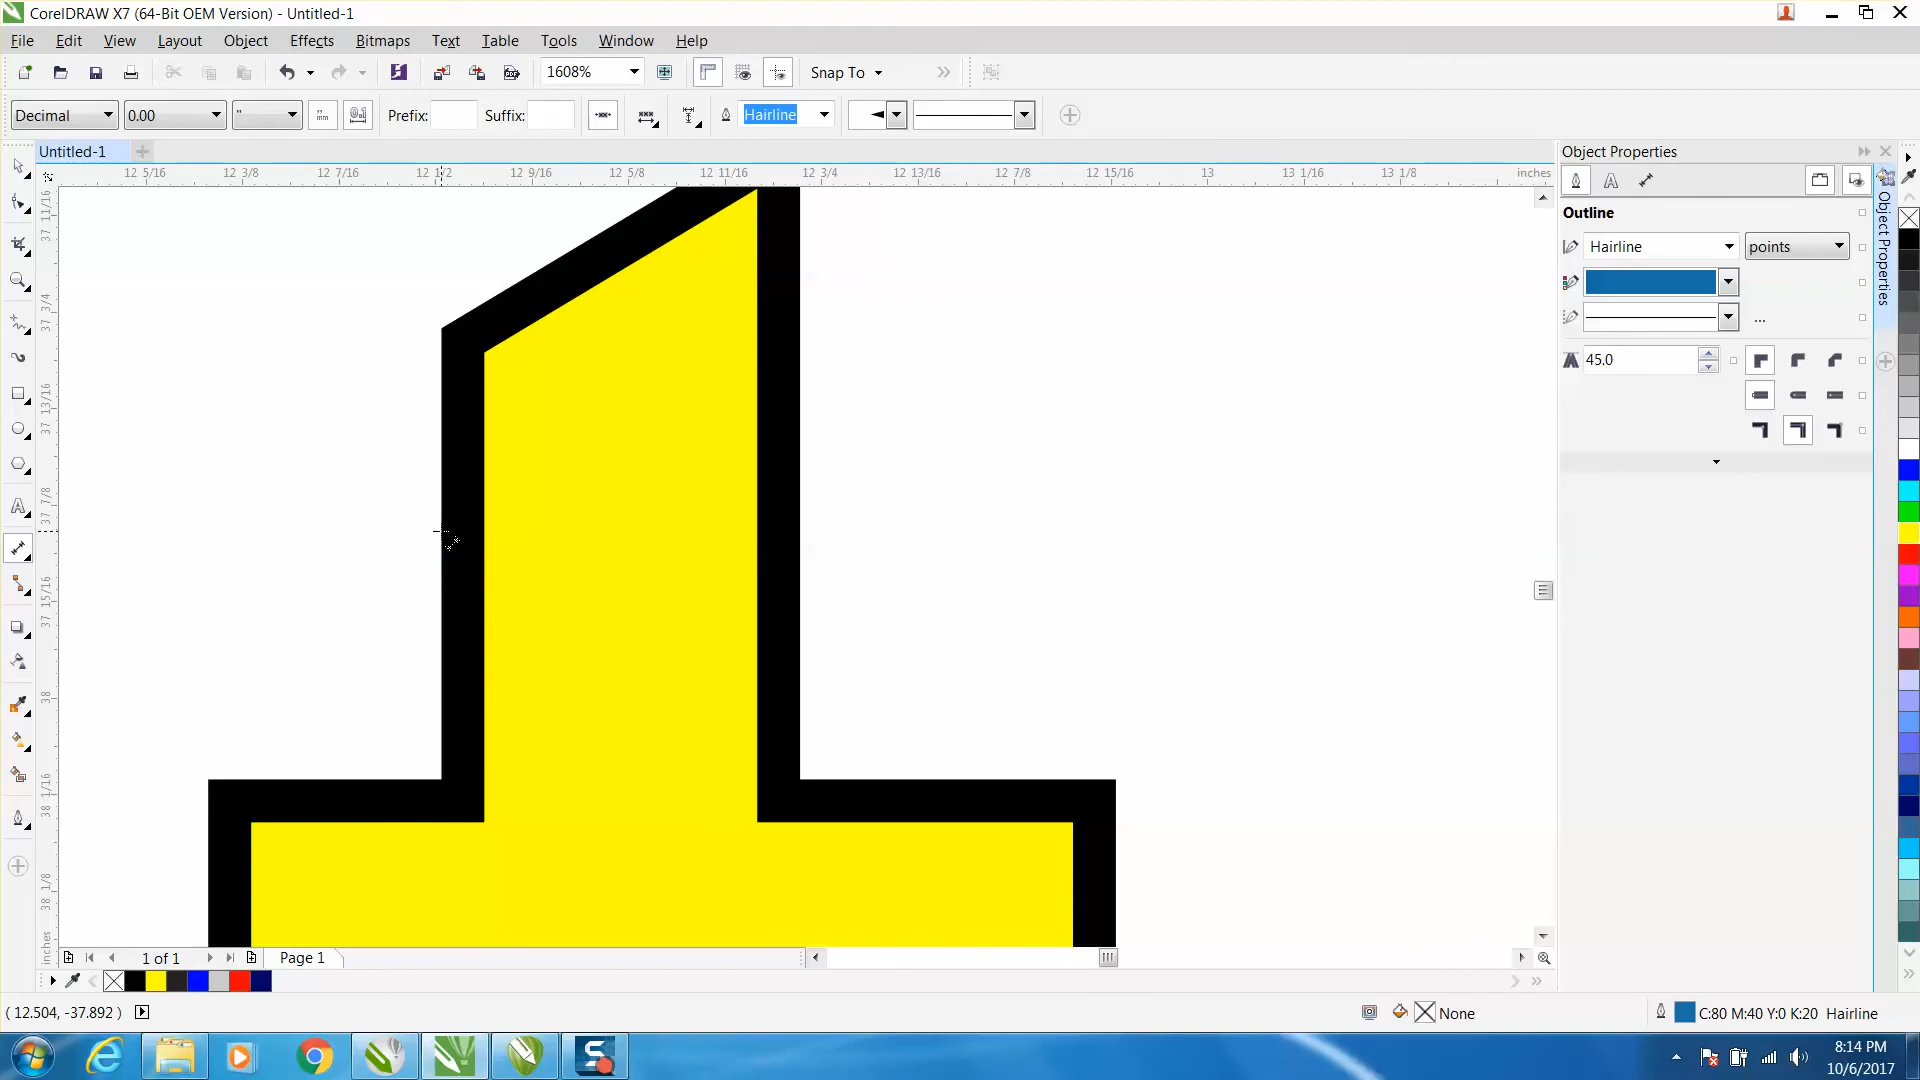 CorelDRAW X7 (64-Bit OEM Version) - Untitled-1
File Edit View Layout Object Effects Bitmaps Text Table Tools Window Help
1608% Snap To
Decimal 0.00 " Prefix: Suffix: Hairline
Untitled-1
Object Properties
12 5/16 12 3/8 12 7/16 12 1/2 12 9/16 12 5/8 12 11/16 12 3/4 12 13/16 12 7/8 12 15/16 13 13 1/16 13 1/8 inches
37 11/16
37 3/4
37 13/16
37 7/8
37 15/16
38
38 1/16
38 1/8
inches
Outline
Hairline points
45.0
Object Properties
1 of 1 Page 1
( 12.504, -37.892 ) None C:80 M:40 Y:0 K:20 Hairline
8:14 PM
10/6/2017